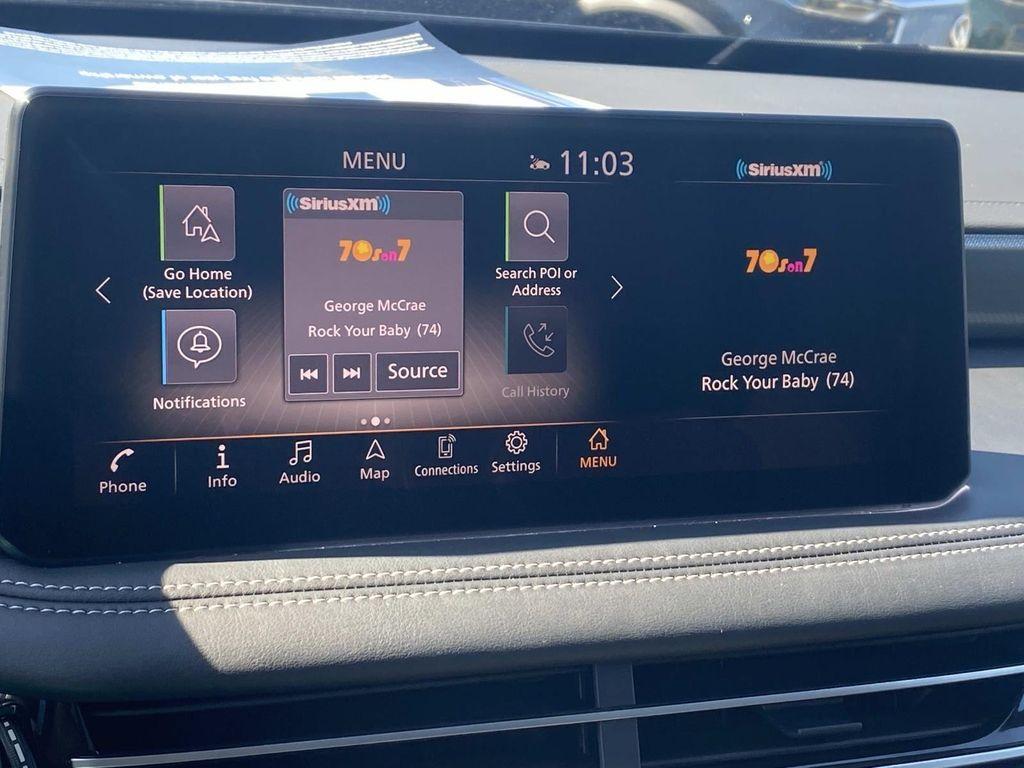 MENU
11:03
SiriusXM
Go Home
(Save Location)
SiriusXM
70s on 7
George McCrae
Rock Your Baby (74)
Source
Search POI or
Address
70s on 7
George McCrae
Rock Your Baby (74)
Notifications
Call History
Phone
Info
Audio
Map
Connections
Settings
MENU